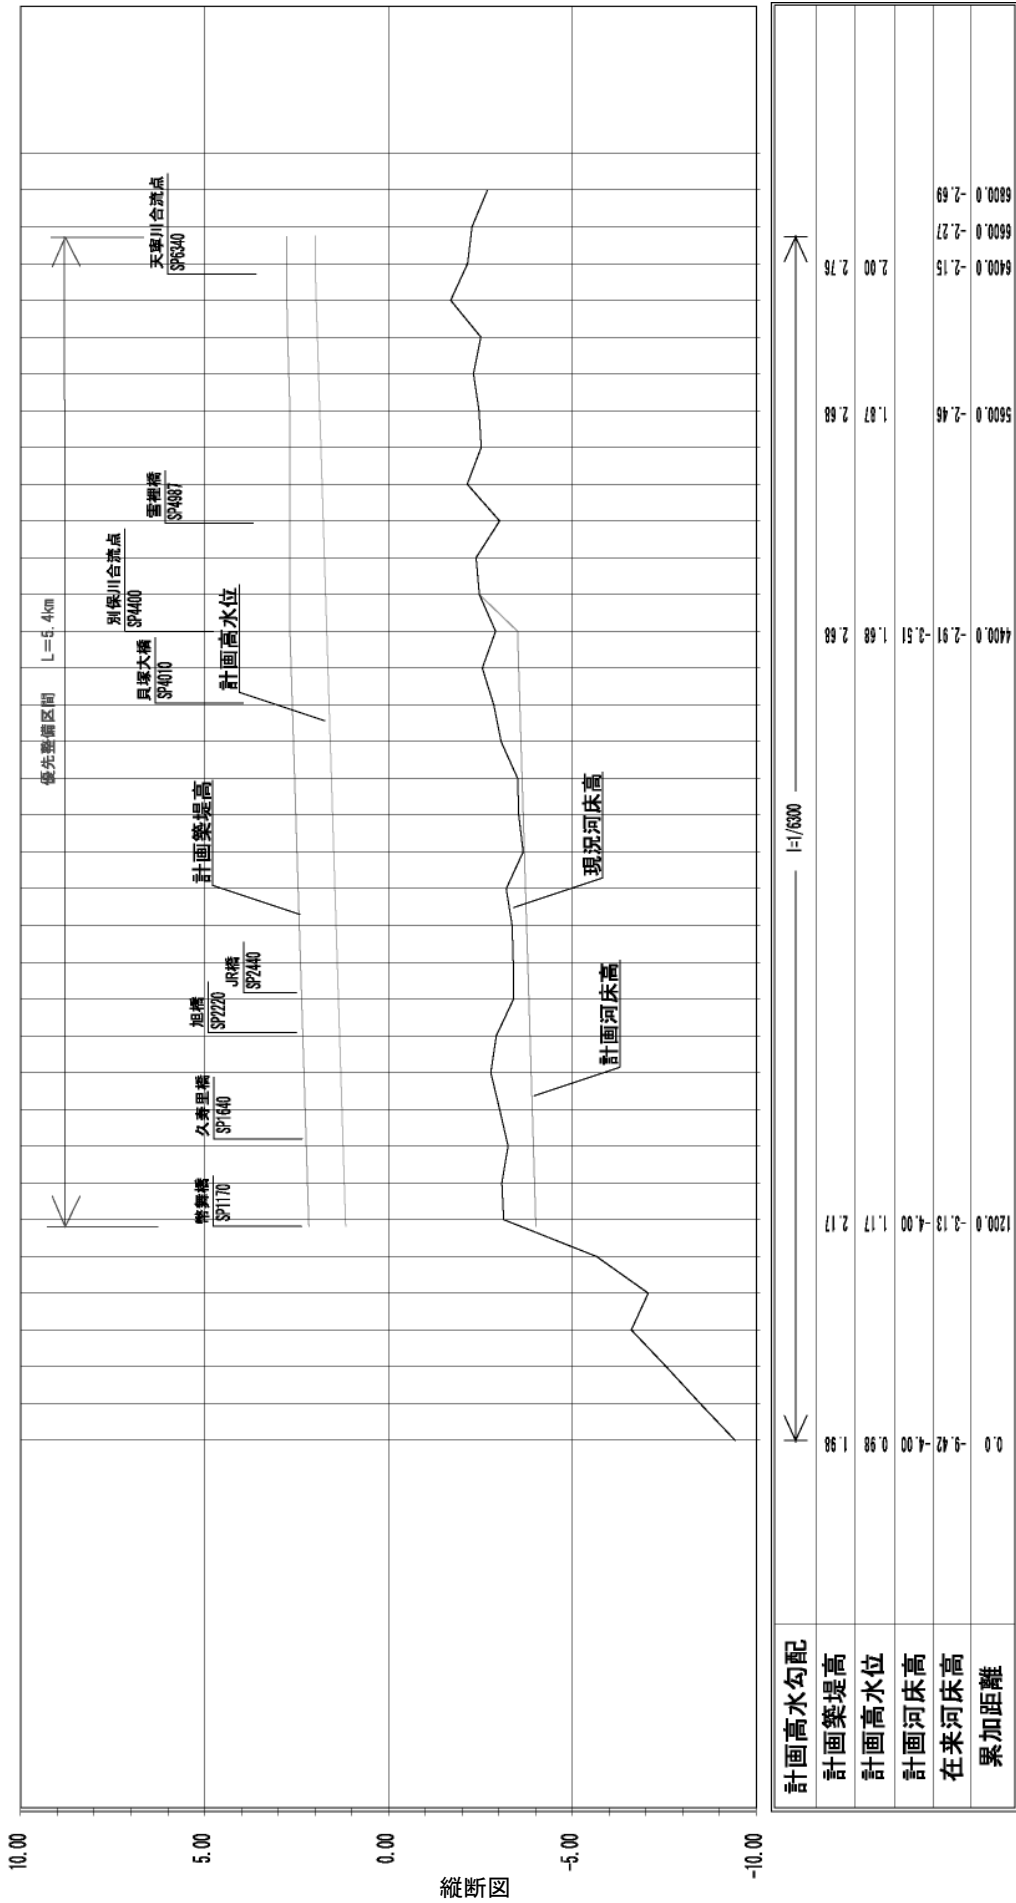 優先整備区間 L=5.4km
幣舞橋
SP1170
久寿里橋
SP1640
旭橋
SP2220
JR橋
SP2440
貝塚大橋
SP4010
別保川合流点
SP4400
雪裡橋
SP4987
天寧川合流点
SP6340
計画築堤高
計画高水位
現況河床高
計画河床高
10.00
5.00
0.00
-5.00
-10.00
計画高水勾配 I=1/6300
計画築堤高 1.98 2.17 2.68 2.68 2.76
計画高水位 0.98 1.17 1.68 1.87 2.00
計画河床高 -4.00 -4.00 -3.51
在来河床高 -9.42 -3.13 -2.91 -2.46 -2.15 -2.27 -2.69
累加距離 0.0 1200.0 4400.0 5600.0 6400.0 6600.0 6800.0
縦断図